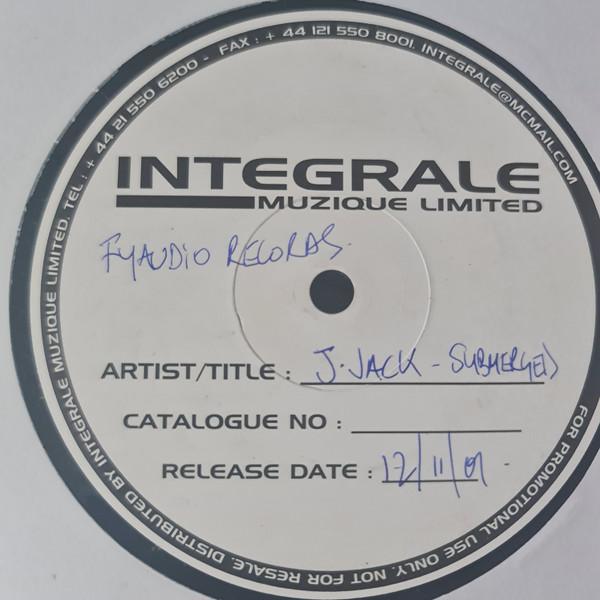 DISTRIBUTED BY INTEGRALE MUZIQUE LIMITED. TEL : + 44 121 550 6200 - FAX : + 44 121 550 8001. INTEGRALE@MCMAIL.COM
INTEGRALE
MUZIQUE LIMITED
FYAUDIO RECORDS.
ARTIST/TITLE : J.JACK - SUBMERGED
CATALOGUE NO :
RELEASE DATE : 12/11/01 -
FOR PROMOTIONAL USE ONLY. NOT FOR RESALE.